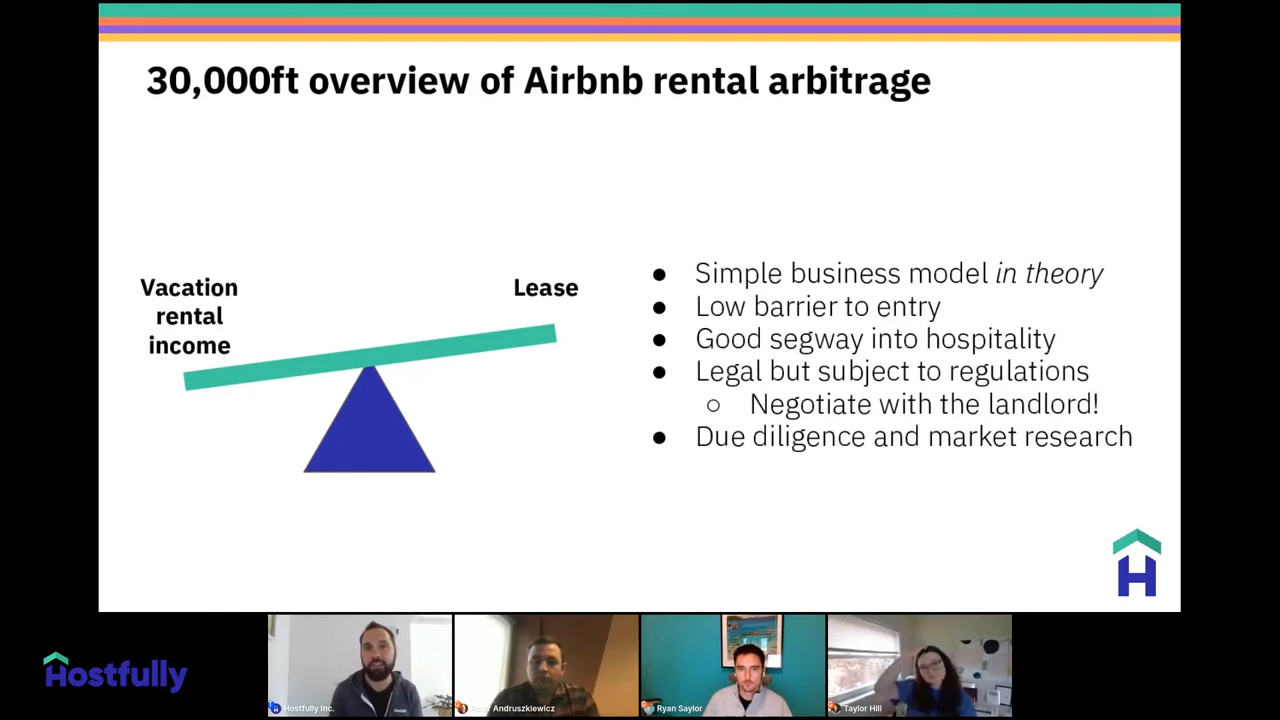 30,000ft overview of Airbnb rental arbitrage
Vacation
rental
income
Lease
● Simple business model in theory
● Low barrier to entry
● Good segway into hospitality
● Legal but subject to regulations
○ Negotiate with the landlord!
● Due diligence and market research
H
Hostfully
Hostfully Inc.
Andruszkiewicz
Ryan Saylor
Taylor Hill